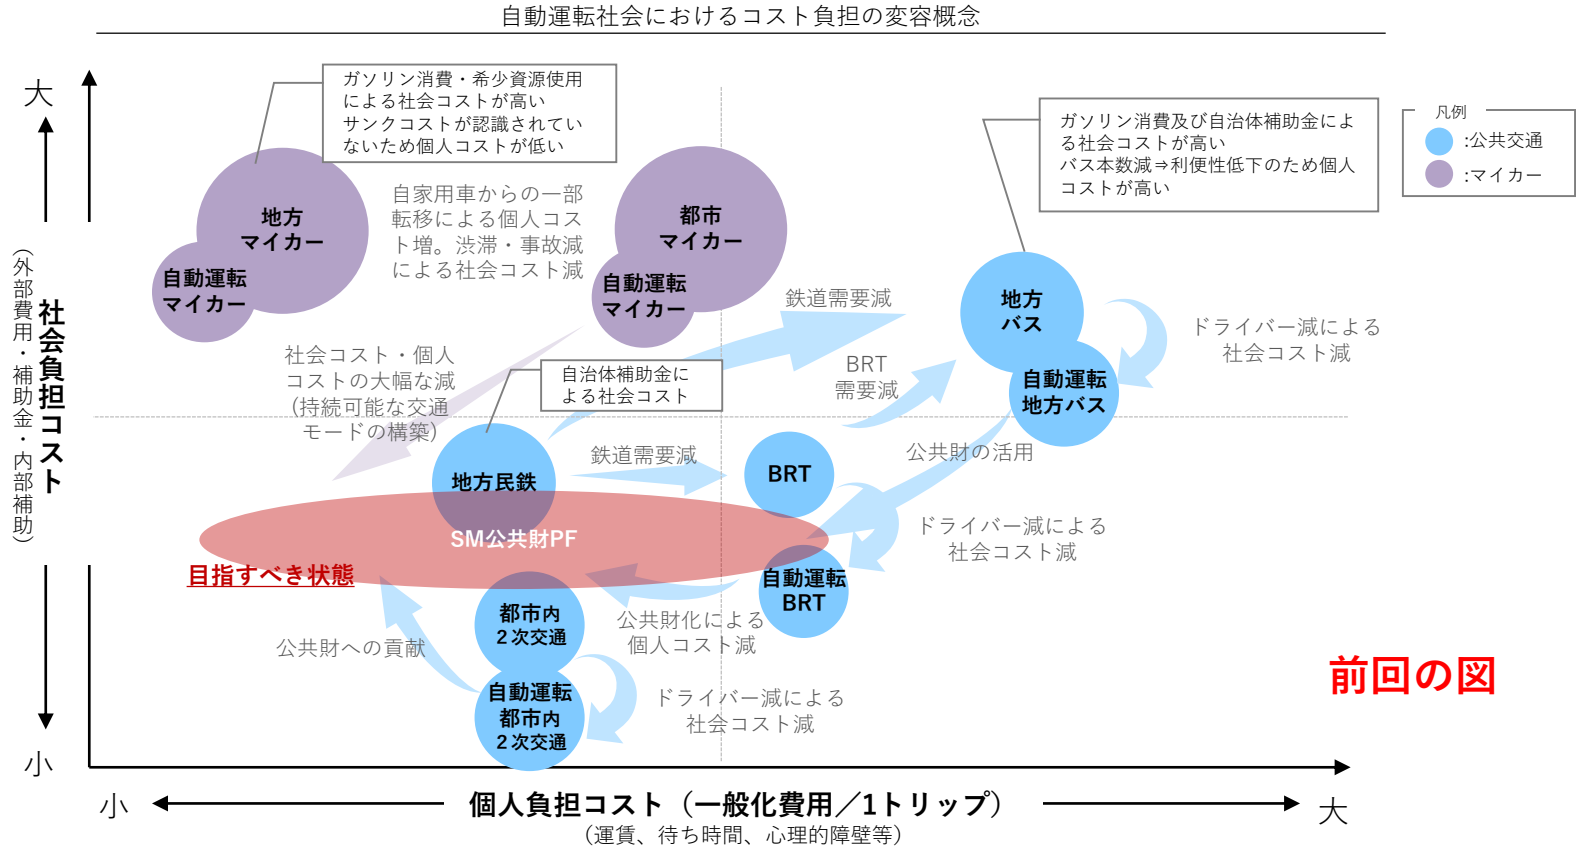 自動運転社会におけるコスト負担の変容概念
大
ガソリン消費・希少資源使用
による社会コストが高い
サンクコストが認識されてい
ないため個人コストが低い
ガソリン消費及び自治体補助金によ
る社会コストが高い
バス本数減⇒利便性低下のため個人
コストが高い
凡例
:公共交通
:マイカー
地方
マイカー
自動運転
マイカー
自家用車からの一部
転移による個人コス
ト増。渋滞・事故減
による社会コスト減
都市
マイカー
自動運転
マイカー
鉄道需要減
地方
バス
ドライバー減による
社会コスト減
社会負担コスト
(外部費用・補助金・内部補助)
社会コスト・個人
コストの大幅な減
(持続可能な交通
モードの構築)
自治体補助金に
よる社会コスト
BRT
需要減
自動運転
地方バス
地方民鉄
鉄道需要減
BRT
公共財の活用
SM公共財PF
ドライバー減による
社会コスト減
目指すべき状態
自動運転
BRT
都市内
2次交通
公共財化による
個人コスト減
公共財への貢献
自動運転
都市内
2次交通
ドライバー減による
社会コスト減
前回の図
小
小
個人負担コスト（一般化費用／1トリップ）
大
（運賃、待ち時間、心理的障壁等）